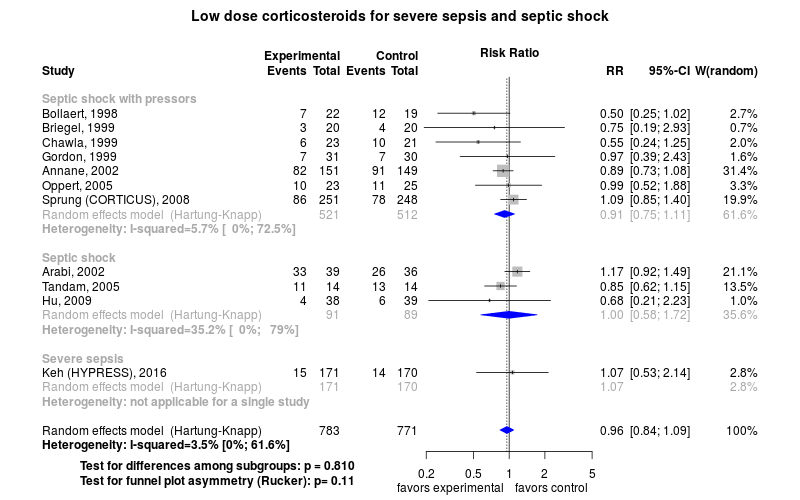 Low dose corticosteroids for severe sepsis and septic shock
Experimental Control Risk Ratio
Study Events Total Events Total RR 95%-CI W(random)
Septic shock with pressors
Bollaert, 1998 7 22 12 19 0.50 [0.25; 1.02] 2.7%
Briegel, 1999 3 20 4 20 0.75 [0.19; 2.93] 0.7%
Chawla, 1999 6 23 10 21 0.55 [0.24; 1.25] 2.0%
Gordon, 1999 7 31 7 30 0.97 [0.39; 2.43] 1.6%
Annane, 2002 82 151 91 149 0.89 [0.73; 1.08] 31.4%
Oppert, 2005 10 23 11 25 0.99 [0.52; 1.88] 3.3%
Sprung (CORTICUS), 2008 86 251 78 248 1.09 [0.85; 1.40] 19.9%
Random effects model (Hartung-Knapp) 521 512 0.91 [0.75; 1.11] 61.6%
Heterogeneity: I-squared=5.7% [ 0%; 72.5%]
Septic shock
Arabi, 2002 33 39 26 36 1.17 [0.92; 1.49] 21.1%
Tandam, 2005 11 14 13 14 0.85 [0.62; 1.15] 13.5%
Hu, 2009 4 38 6 39 0.68 [0.21; 2.23] 1.0%
Random effects model (Hartung-Knapp) 91 89 1.00 [0.58; 1.72] 35.6%
Heterogeneity: I-squared=35.2% [ 0%; 79%]
Severe sepsis
Keh (HYPRESS), 2016 15 171 14 170 1.07 [0.53; 2.14] 2.8%
Random effects model (Hartung-Knapp) 171 170 1.07 2.8%
Heterogeneity: not applicable for a single study
Random effects model (Hartung-Knapp) 783 771 0.96 [0.84; 1.09] 100%
Heterogeneity: I-squared=3.5% [0%; 61.6%]
Test for differences among subgroups: p = 0.810
Test for funnel plot asymmetry (Rucker): p= 0.11
0.2 0.5 1 2 5
favors experimental favors control